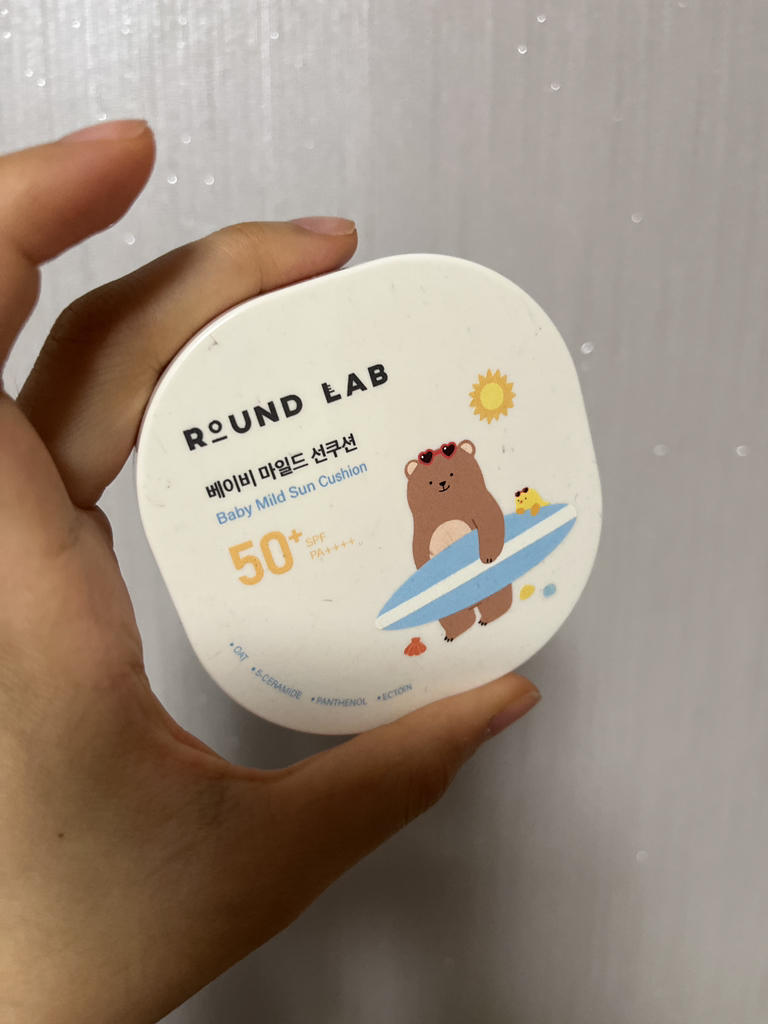 ROUND LAB
베이비 마일드 선쿠션
Baby Mild Sun Cushion
50+ SPF
PA++++
• OAT • 5-CERAMIDE • PANTHENOL • ECTOIN